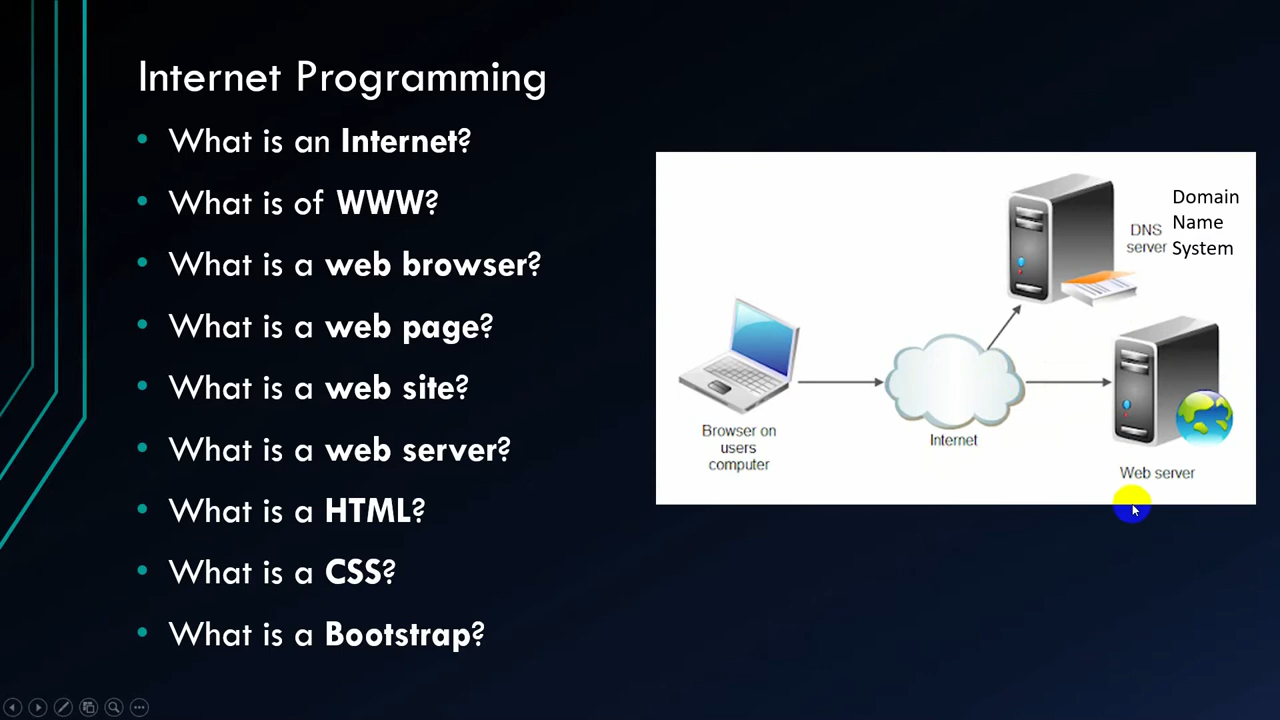 Internet Programming
• What is an Internet?
• What is of WWW?
• What is a web browser?
• What is a web page?
• What is a web site?
• What is a web server?
• What is a HTML?
• What is a CSS?
• What is a Bootstrap?
Domain
Name
System
DNS
server
Browser on
users
computer
Internet
Web server